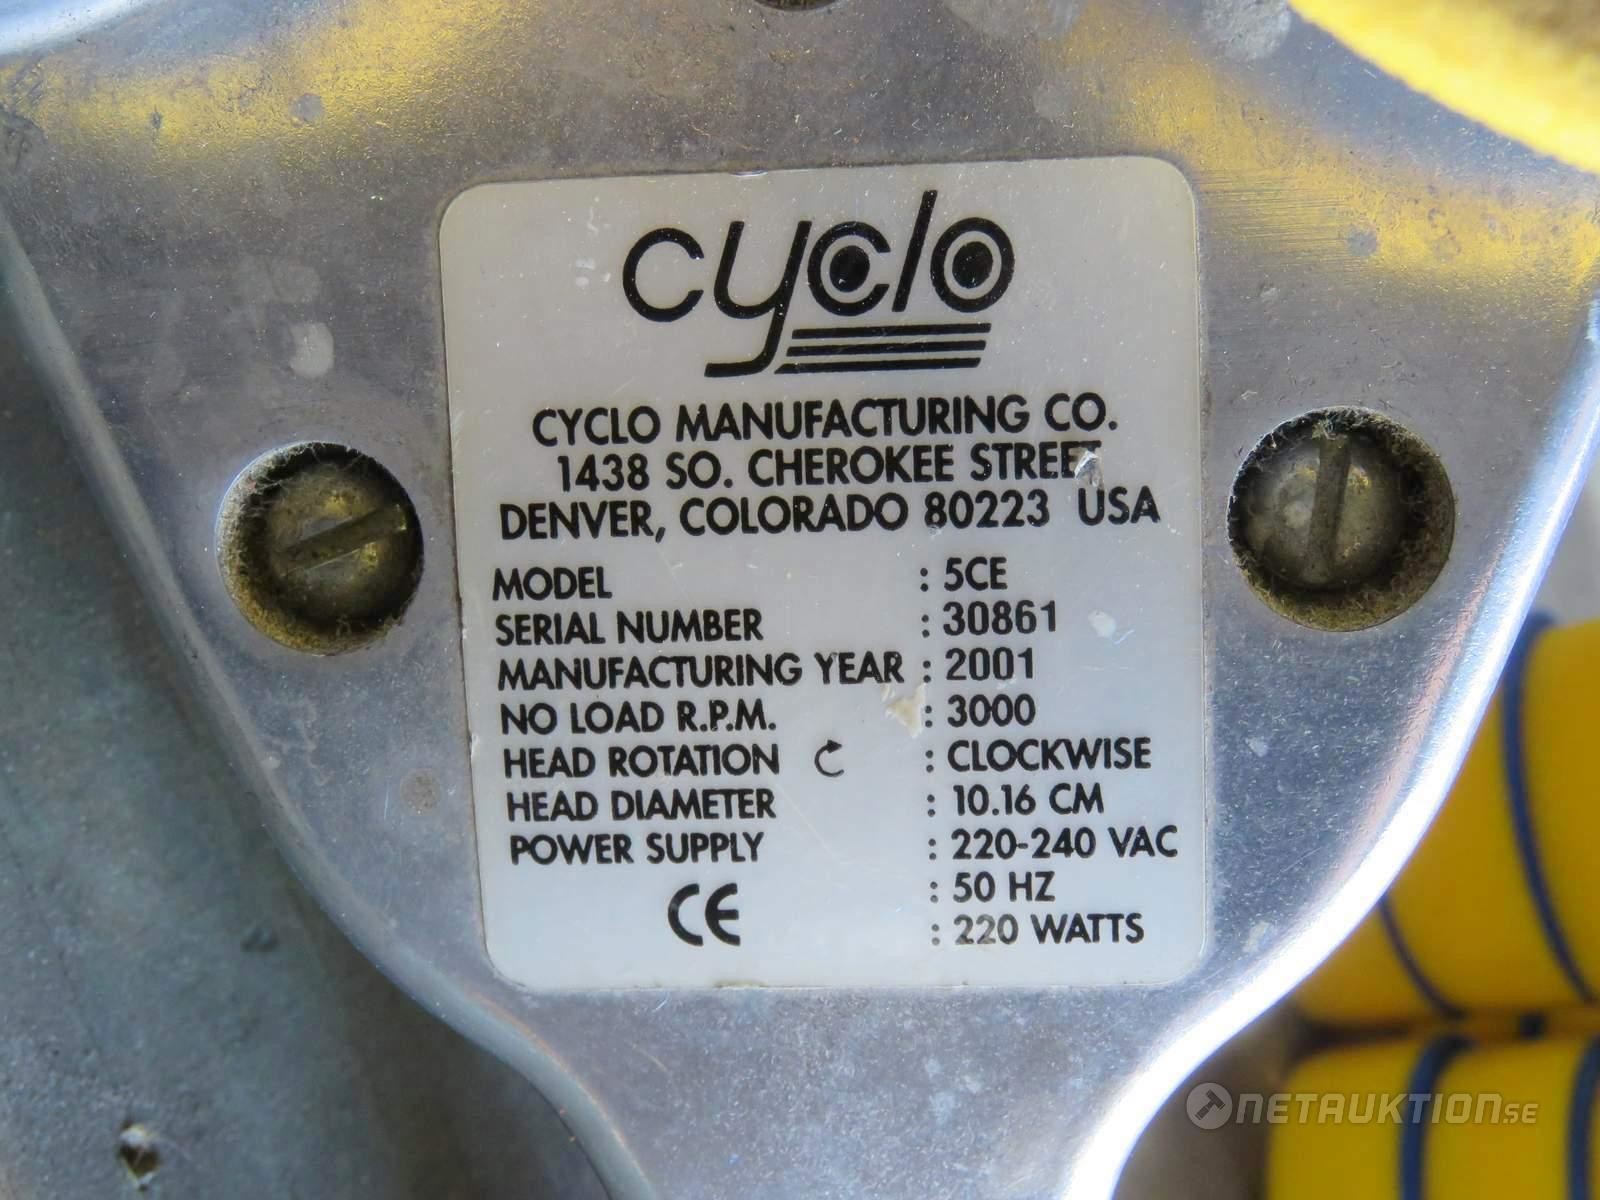 cyclo
CYCLO MANUFACTURING CO.
1438 SO. CHEROKEE STREET
DENVER, COLORADO 80223 USA
MODEL : 5CE
SERIAL NUMBER : 30861
MANUFACTURING YEAR : 2001
NO LOAD R.P.M. : 3000
HEAD ROTATION : CLOCKWISE
HEAD DIAMETER : 10.16 CM
POWER SUPPLY : 220-240 VAC
: 50 HZ
CE : 220 WATTS
NETAUKTION.SE